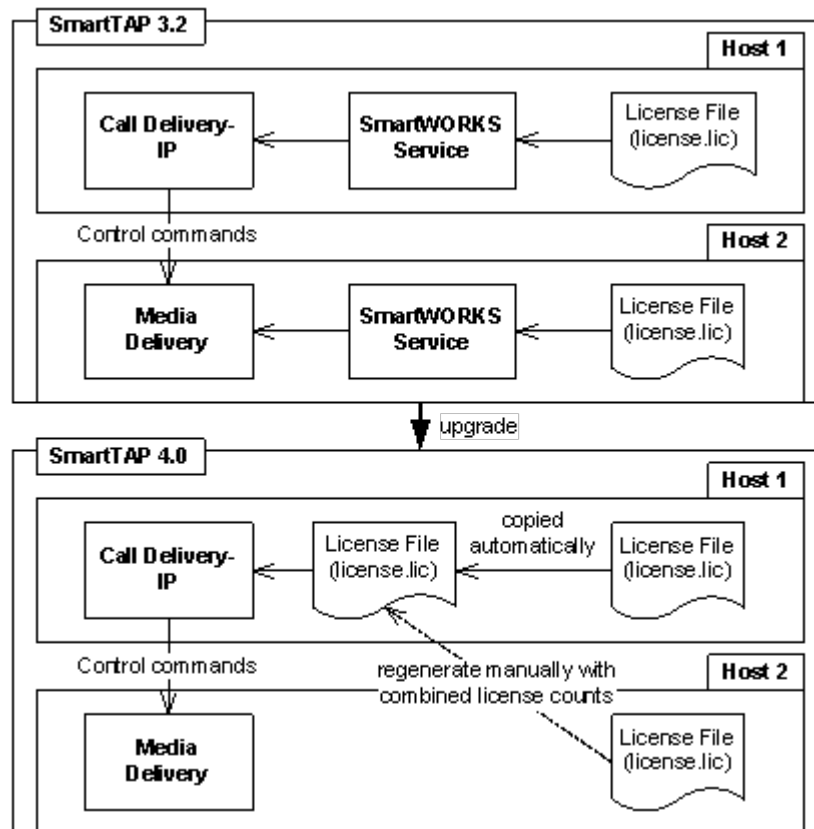 SmartTAP 3.2
Host 1
Call Delivery-
IP
SmartWORKS
Service
License File
(license.lic)
Control commands
Host 2
Media
Delivery
SmartWORKS
Service
License File
(license.lic)
upgrade
SmartTAP 4.0
Host 1
Call Delivery-
IP
License File
(license.lic)
copied
automatically
License File
(license.lic)
Control commands
regenerate manually with
combined license counts
Host 2
Media
Delivery
License File
(license.lic)